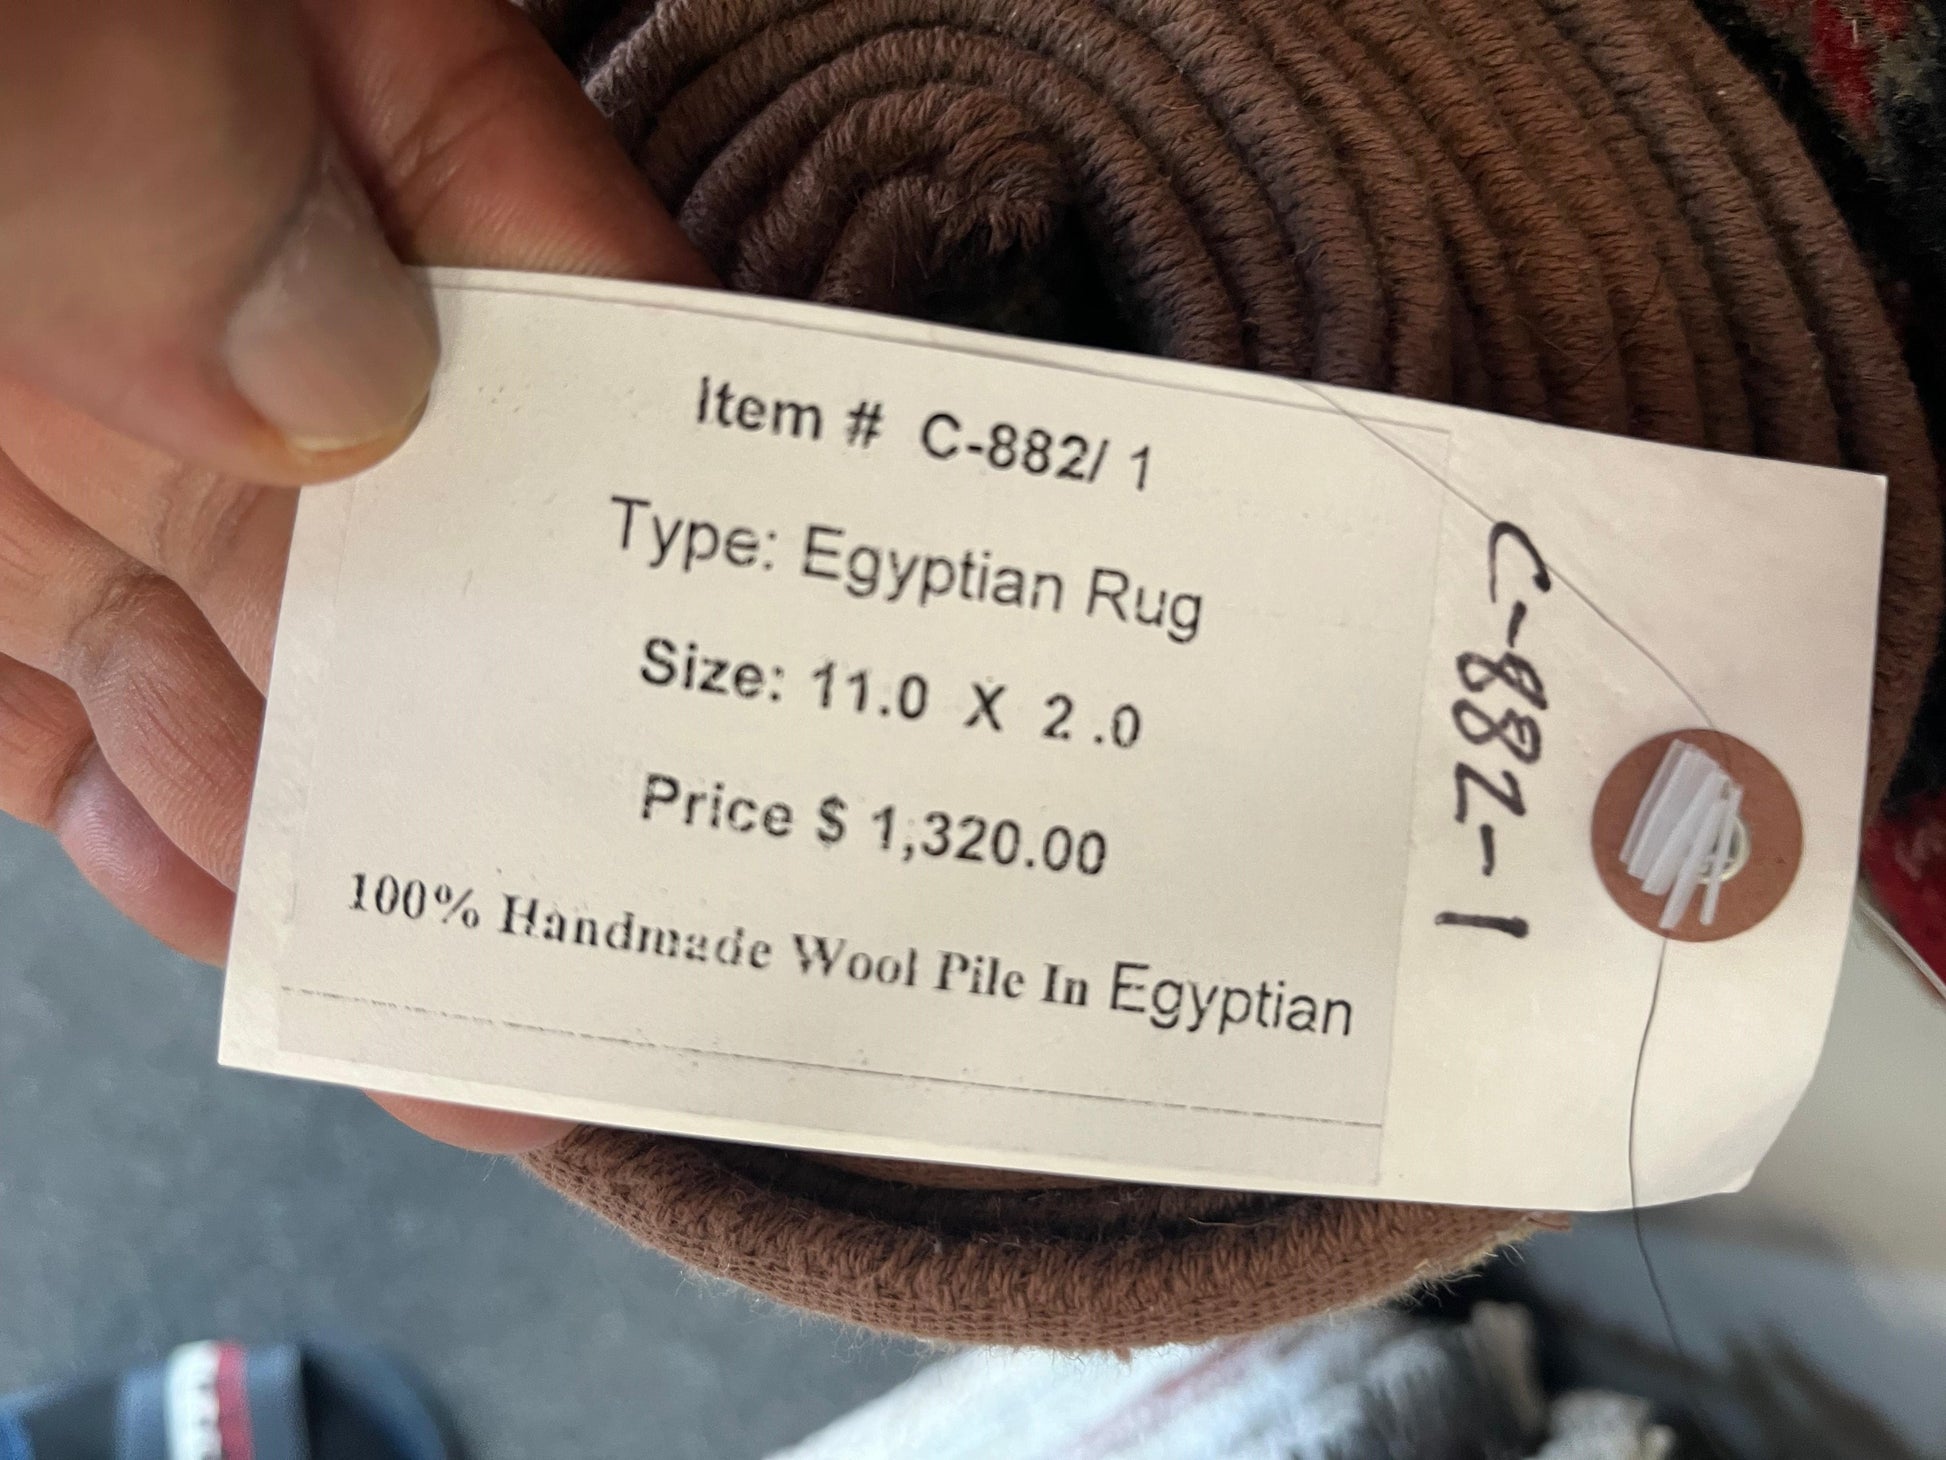 Item # C-882/ 1
Type: Egyptian Rug
Size: 11.0 X 2 .0
Price $ 1,320.00
100% Handmade Wool Pile In Egyptian
C-882-1